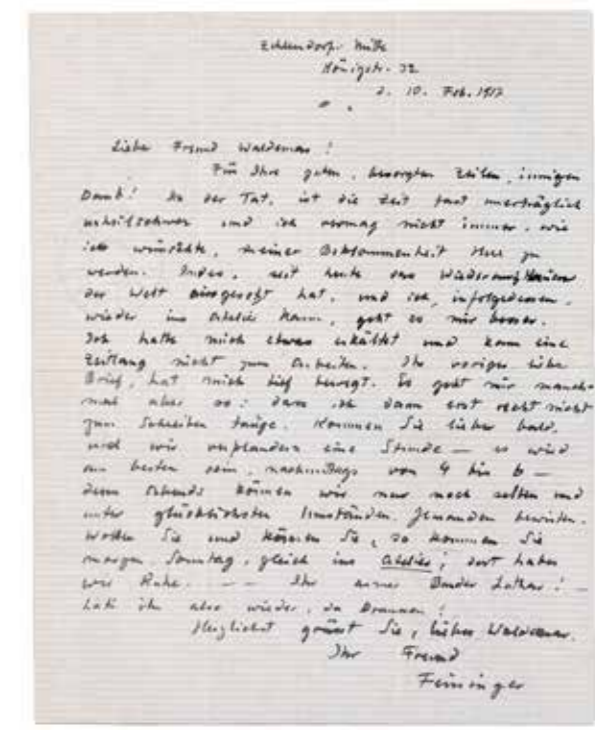 Zehlendorf-Mitte
Königstr. 32
d. 10. Feb. 1917
Lieber Freund Waldemar!
Für Ihre guten, besorgten Zeilen, innigen
Dank! In der Tat, ist die Zeit fast unerträglich
unheilschwer und ich vermag nicht immer, wie
ich wünschte, meiner Beklommenheit Herr zu
werden. Indes, seit heute das Wiederauftauen
der Welt eingesetzt hat, und ich, infolgedessen,
wieder ins Atelier kann, geht es mir besser.
Ich hatte mich etwas erkältet und kam eine
Zeitlang nicht zum Arbeiten. Ihr voriger lieber
Brief, hat mich tief bewegt. Es geht mir manch-
mal aber so: dass ich dann erst recht nicht
zum Schreiben tauge. Kommen Sie lieber bald,
und wir verplaudern eine Stunde — es wird
am besten sein, nachmittags von 4 bis 6 —
denn Abends können wir nur noch selten und
unter glücklichsten Umständen Jemanden bewirten.
Wollen Sie und können Sie, so kommen Sie
morgen, Sonntag, gleich ins Atelier; dort haben
wir Ruhe. — — Ihr armer Bruder Lothar! —
also wieder, da Draussen!
Herzlichst grüsst Sie, lieber Waldemar,
Ihr Freund
Feininger